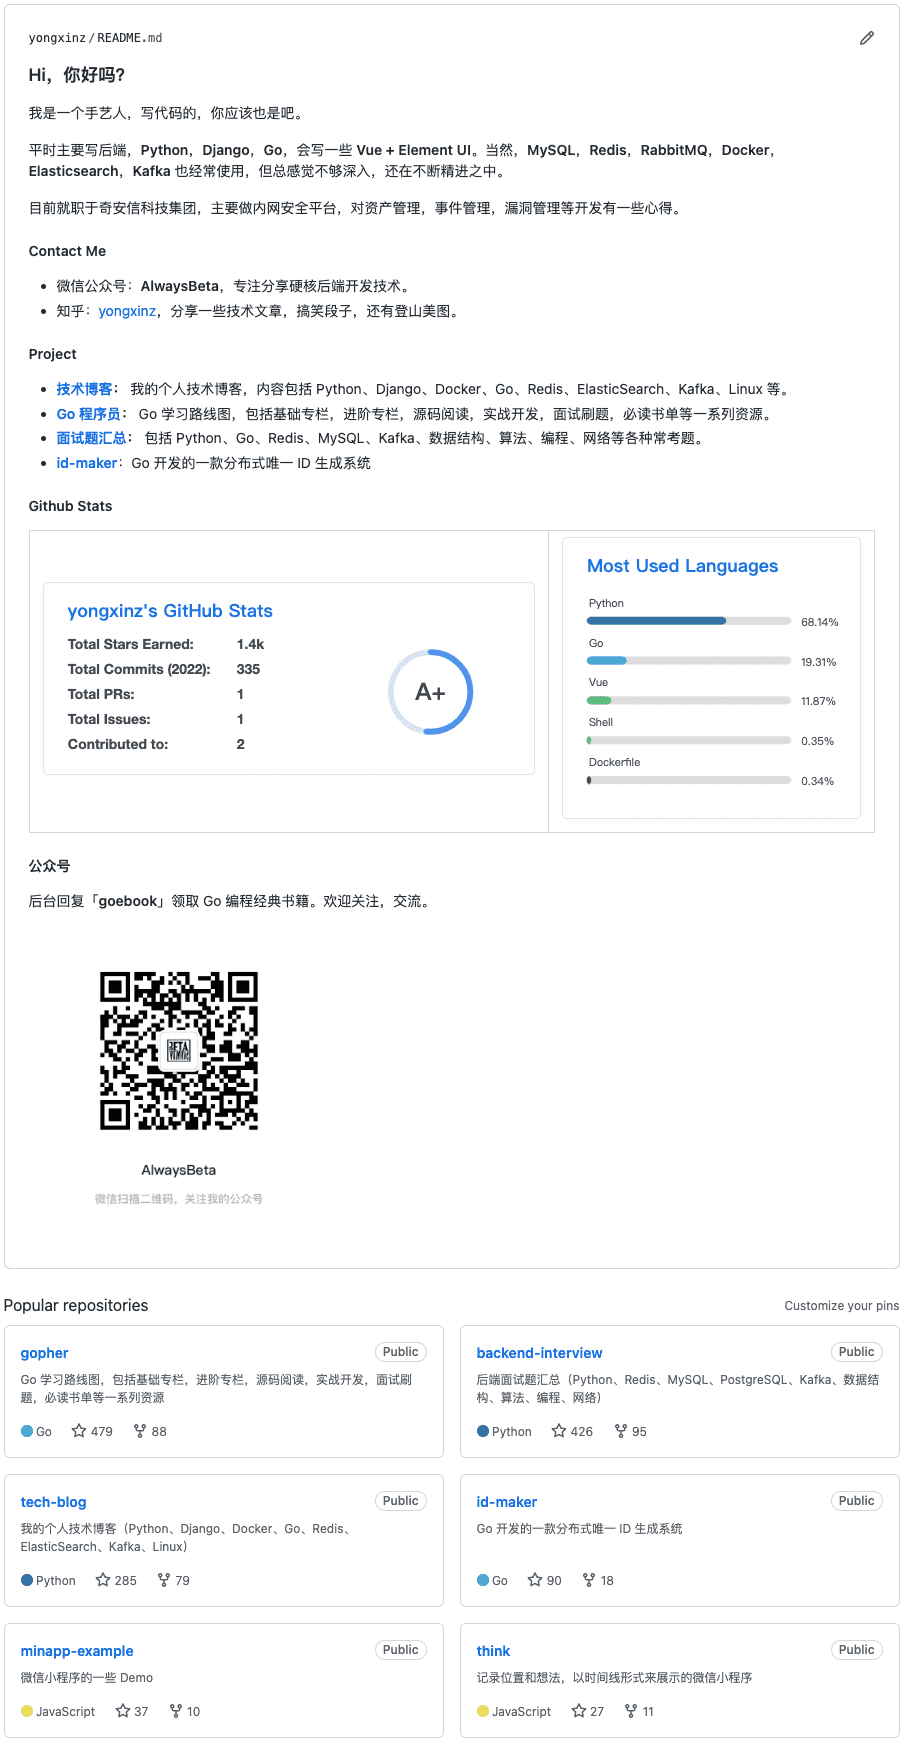 yongxinz/README.md
Hi，你好吗?
我是一个手艺人，写代码的，你应该也是吧。
平时主要写后端，Python，Django，Go，会写一些 Vue + Element UI。当然，MySQL，Redis，RabbitMQ，Docker，
Elasticsearch，Kafka 也经常使用，但总感觉不够深入，还在不断精进之中。
目前就职于奇安信科技集团，主要做内网安全平台，对资产管理，事件管理，漏洞管理等开发有一些心得。
Contact Me
微信公众号：AlwaysBeta，专注分享硬核后端开发技术。
知乎：yongxinz，分享一些技术文章，搞笑段子，还有登山美图。
Project
技术博客： 我的个人技术博客，内容包括 Python、Django、Docker、Go、Redis、ElasticSearch、Kafka、Linux 等。
Go 程序员： Go 学习路线图，包括基础专栏，进阶专栏，源码阅读，实战开发，面试刷题，必读书单等一系列资源。
面试题汇总： 包括 Python、Go、Redis、MySQL、Kafka、数据结构、算法、编程、网络等各种常考题。
id-maker：Go 开发的一款分布式唯一 ID 生成系统
Github Stats
yongxinz's GitHub Stats
Total Stars Earned: 1.4k
Total Commits (2022): 335
Total PRs: 1
Total Issues: 1
Contributed to: 2
A+
Most Used Languages
Python
68.14%
Go
19.31%
Vue
11.87%
Shell
0.35%
Dockerfile
0.34%
公众号
后台回复「goebook」领取 Go 编程经典书籍。欢迎关注，交流。
AlwaysBeta
微信扫描二维码，关注我的公众号
Popular repositories
Customize your pins
gopher Public
Go 学习路线图，包括基础专栏，进阶专栏，源码阅读，实战开发，面试刷
题，必读书单等一系列资源
Go 479 88
backend-interview Public
后端面试题汇总（Python、Redis、MySQL、PostgreSQL、Kafka、数据结
构、算法、编程、网络）
Python 426 95
tech-blog Public
我的个人技术博客（Python、Django、Docker、Go、Redis、
ElasticSearch、Kafka、Linux）
Python 285 79
id-maker Public
Go 开发的一款分布式唯一 ID 生成系统
Go 90 18
minapp-example Public
微信小程序的一些 Demo
JavaScript 37 10
think Public
记录位置和想法，以时间线形式来展示的微信小程序
JavaScript 27 11